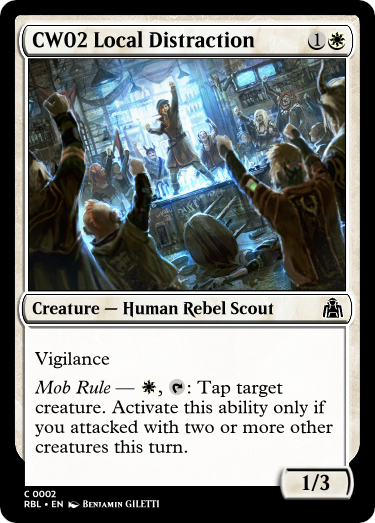 CW02 Local Distraction 1
Creature — Human Rebel Scout
Vigilance
Mob Rule — , : Tap target
creature. Activate this ability only if
you attacked with two or more other
creatures this turn.
1/3
C 0002
RBL • EN Benjamin GILETTI